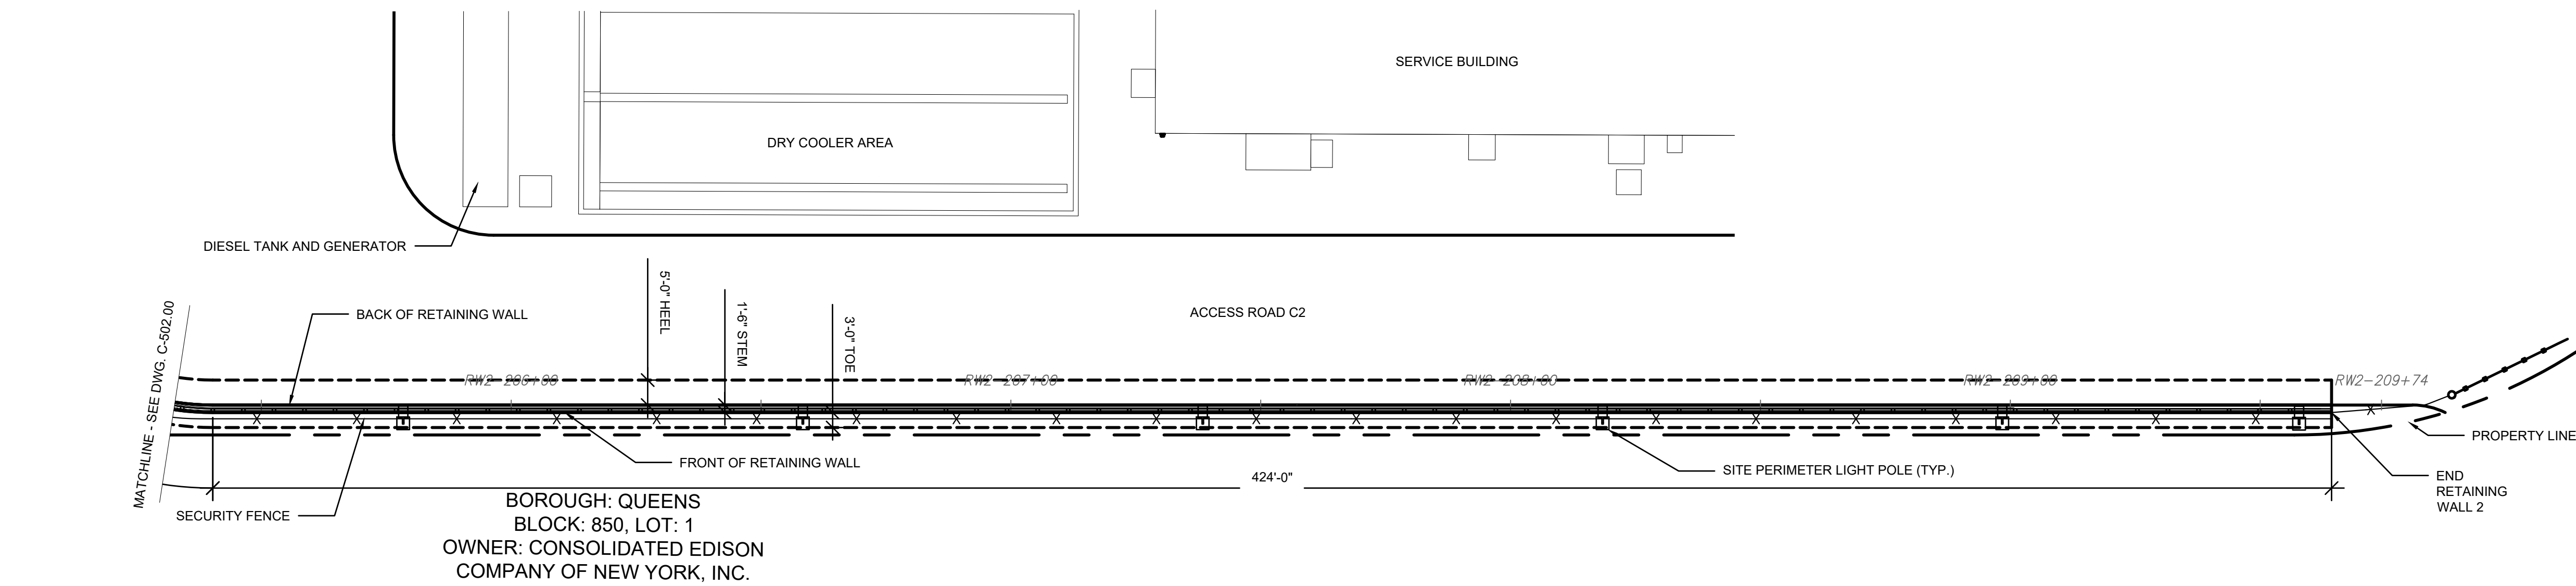 SERVICE BUILDING
DRY COOLER AREA
DIESEL TANK AND GENERATOR
5'-0" HEEL
1'-6" STEM
3'-0" TOE
ACCESS ROAD C2
BACK OF RETAINING WALL
MATCHLINE - SEE DWG. C-502.00
RW2-206+00
RW2-207+00
RW2-208+00
RW2-209+00
RW2-209+74
PROPERTY LINE
FRONT OF RETAINING WALL
SITE PERIMETER LIGHT POLE (TYP.)
424'-0"
END
RETAINING
WALL 2
SECURITY FENCE
BOROUGH: QUEENS
BLOCK: 850, LOT: 1
OWNER: CONSOLIDATED EDISON
COMPANY OF NEW YORK, INC.